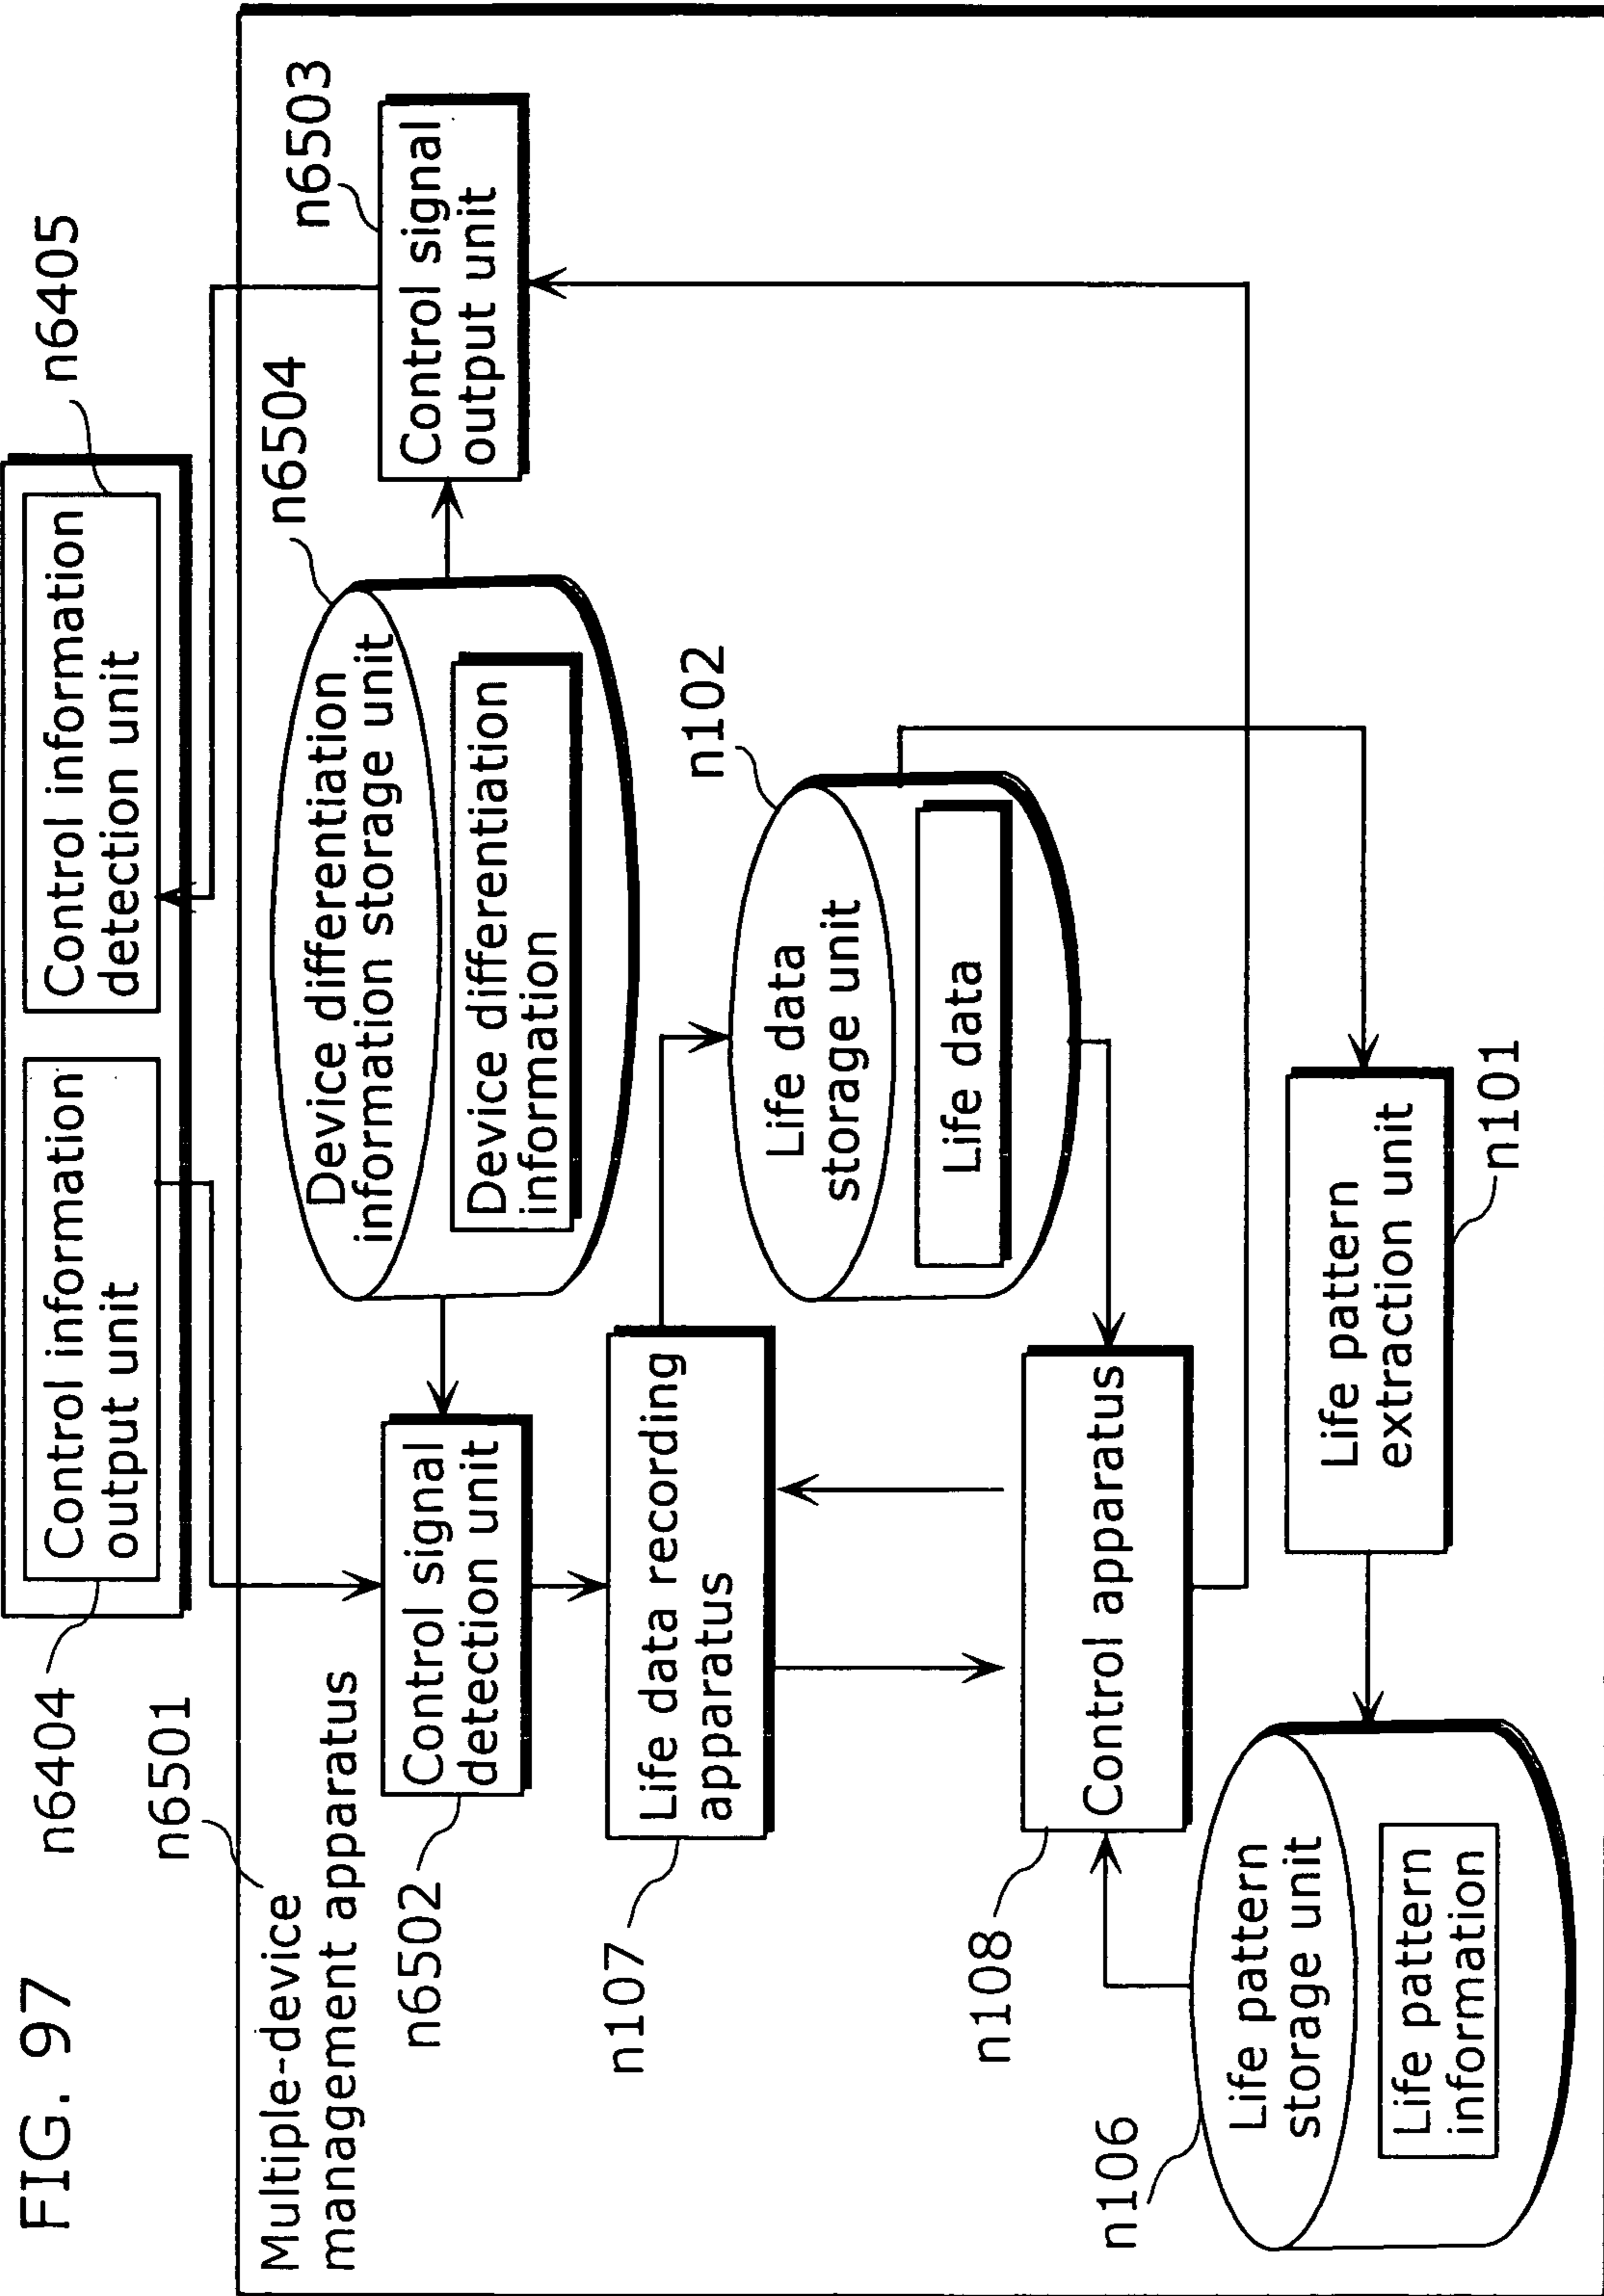 FIG. 97
n6404
Control information
output unit
Control information
detection unit
n6405
n6501
Multiple-device
management apparatus
n6502
Control signal
detection unit
Device differentiation
information storage unit
Device differentiation
information
n6504
Control signal
output unit
n6503
n107
Life data recording
apparatus
Life data
storage unit
Life data
n102
n108
Control apparatus
n106
Life pattern
storage unit
Life pattern
information
Life pattern
extraction unit
n101